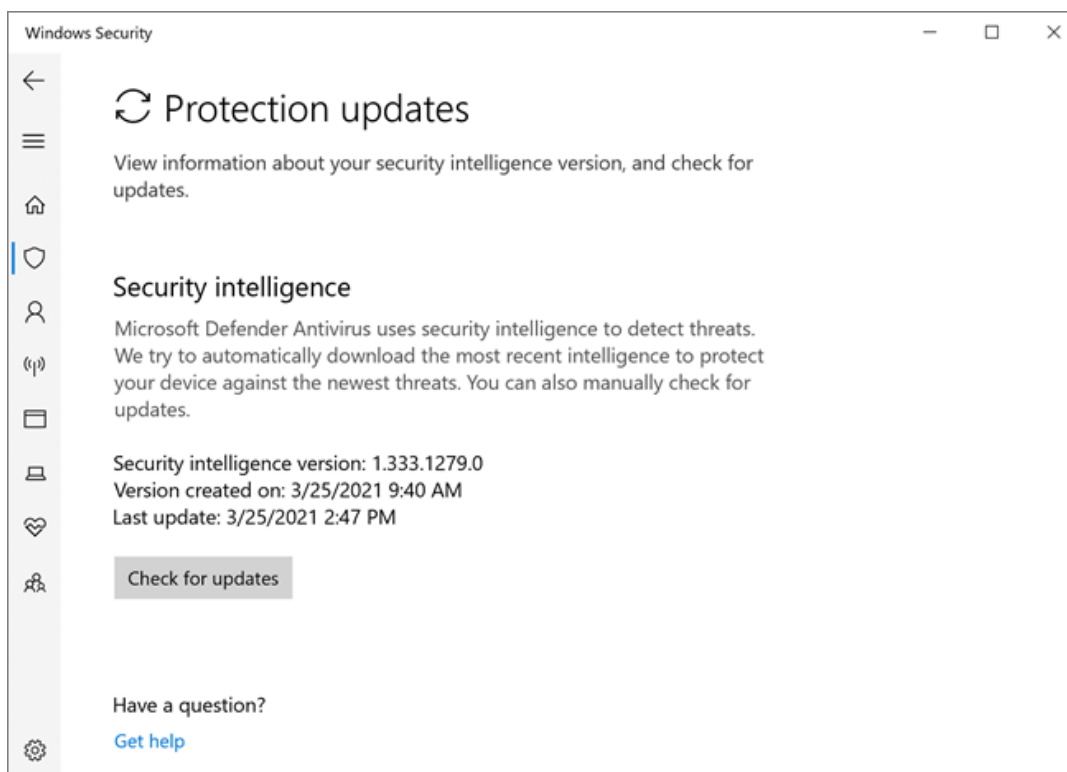 Windows Security
Protection updates
View information about your security intelligence version, and check for
updates.
Security intelligence
Microsoft Defender Antivirus uses security intelligence to detect threats.
We try to automatically download the most recent intelligence to protect
your device against the newest threats. You can also manually check for
updates.
Security intelligence version: 1.333.1279.0
Version created on: 3/25/2021 9:40 AM
Last update: 3/25/2021 2:47 PM
Check for updates
Have a question?
Get help